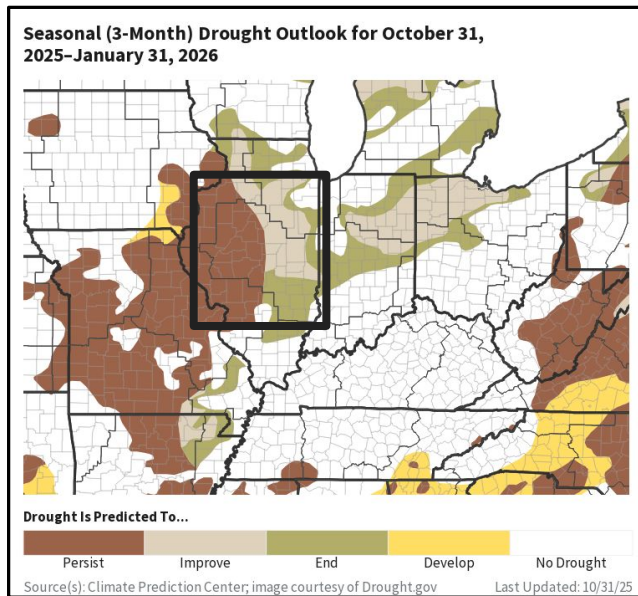 Seasonal (3-Month) Drought Outlook for October 31,
2025–January 31, 2026
Drought Is Predicted To...
Persist Improve End Develop No Drought
Source(s): Climate Prediction Center; image courtesy of Drought.gov Last Updated: 10/31/25